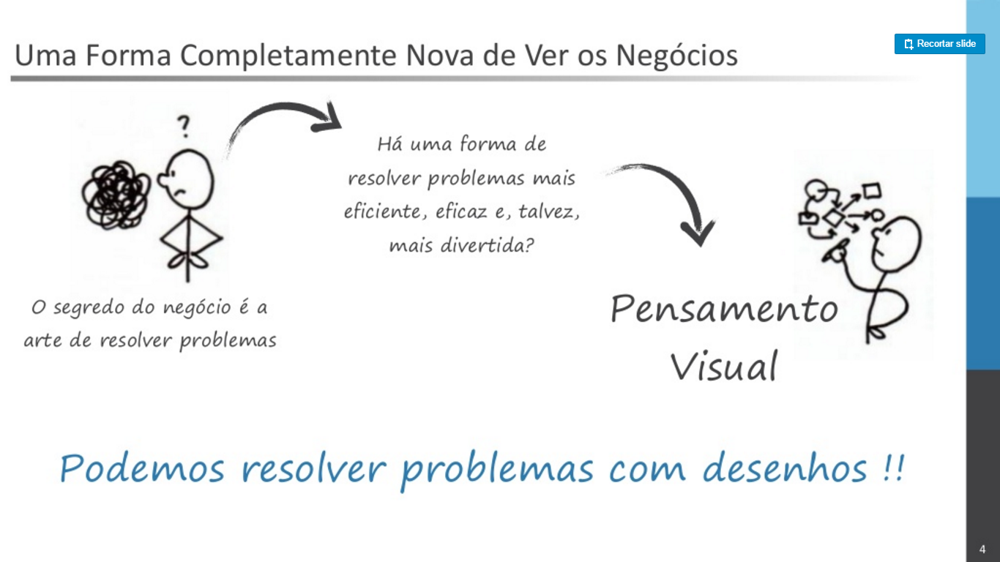 Uma Forma Completamente Nova de Ver os Negócios
Recortar slide
?
Há uma forma de
resolver problemas mais
eficiente, eficaz e, talvez,
mais divertida?
O segredo do negócio é a
arte de resolver problemas
Pensamento
Visual
Podemos resolver problemas com desenhos !!
4